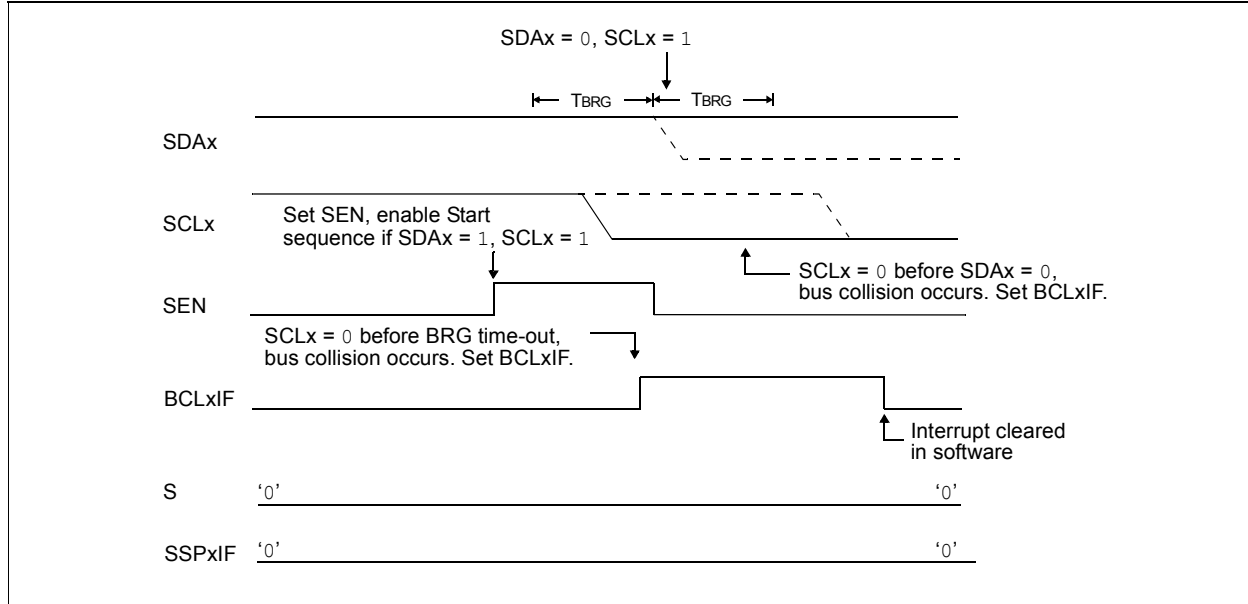 SDAx = 0, SCLx = 1
TBRG TBRG
SDAx
SCLx
Set SEN, enable Start
sequence if SDAx = 1, SCLx = 1
SCLx = 0 before SDAx = 0,
bus collision occurs. Set BCLxIF.
SEN
SCLx = 0 before BRG time-out,
bus collision occurs. Set BCLxIF.
BCLxIF
Interrupt cleared
in software
S ‘0’ ‘0’
SSPxIF ‘0’ ‘0’